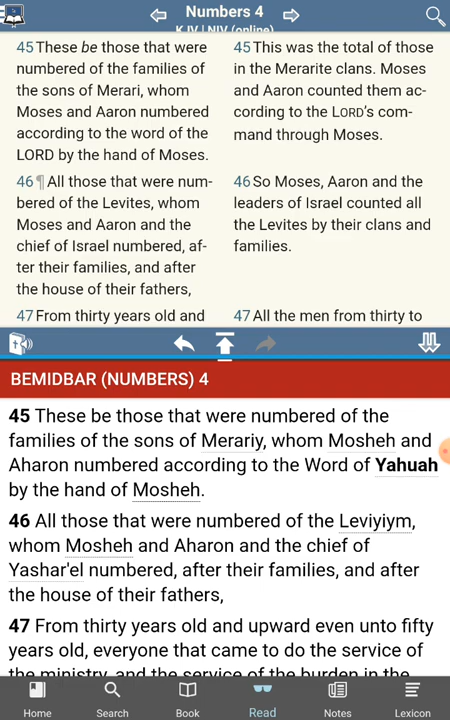 Numbers 4
KJV | NIV (online)
45 These be those that were
numbered of the families of
the sons of Merari, whom
Moses and Aaron numbered
according to the word of the
LORD by the hand of Moses.
45 This was the total of those
in the Merarite clans. Moses
and Aaron counted them ac-
cording to the LORD’s com-
mand through Moses.
46 ¶ All those that were num-
bered of the Levites, whom
Moses and Aaron and the
chief of Israel numbered, af-
ter their families, and after
the house of their fathers,
46 So Moses, Aaron and the
leaders of Israel counted all
the Levites by their clans and
families.
47 From thirty years old and
47 All the men from thirty to
BEMIDBAR (NUMBERS) 4
45 These be those that were numbered of the
families of the sons of Merariy, whom Mosheh and
Aharon numbered according to the Word of Yahuah
by the hand of Mosheh.
46 All those that were numbered of the Leviyiym,
whom Mosheh and Aharon and the chief of
Yashar'el numbered, after their families, and after
the house of their fathers,
47 From thirty years old and upward even unto fifty
years old, everyone that came to do the service of
the ministry, and the service of the burden in the
Home
Search
Book
Read
Notes
Lexicon